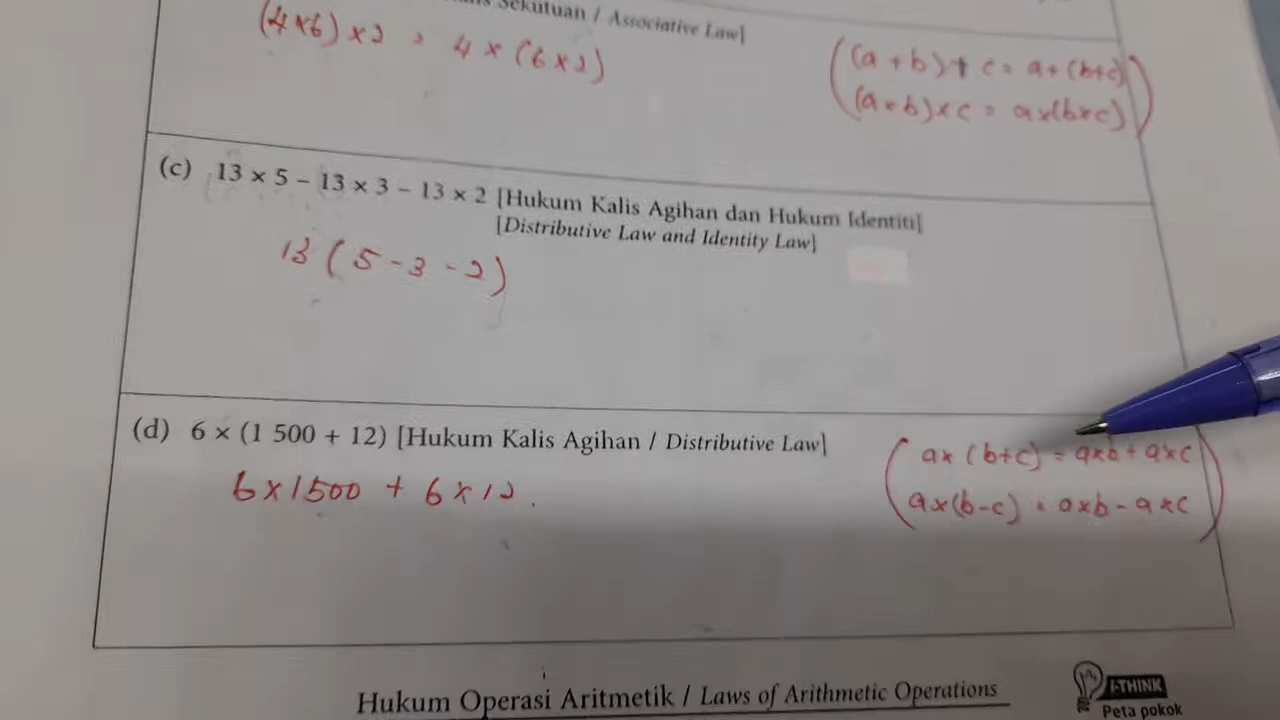 Sekutuan / Associative Law]
(4×6) × 2 = 4 × (6×2)
((a + b) + c = a + (b+c)
(a×b)×c = a×(b×c))
(c) 13 × 5 – 13 × 3 – 13 × 2 [Hukum Kalis Agihan dan Hukum Identiti]
[Distributive Law and Identity Law]
13 ( 5 - 3 - 2 )
(d) 6 × (1 500 + 12) [Hukum Kalis Agihan / Distributive Law]
6 × 1500 + 6 × 12.
(a× (b+c) = a×b + a×c
a×(b-c) = a×b - a×c)
Hukum Operasi Aritmetik / Laws of Arithmetic Operations
I-THINK
Peta pokok